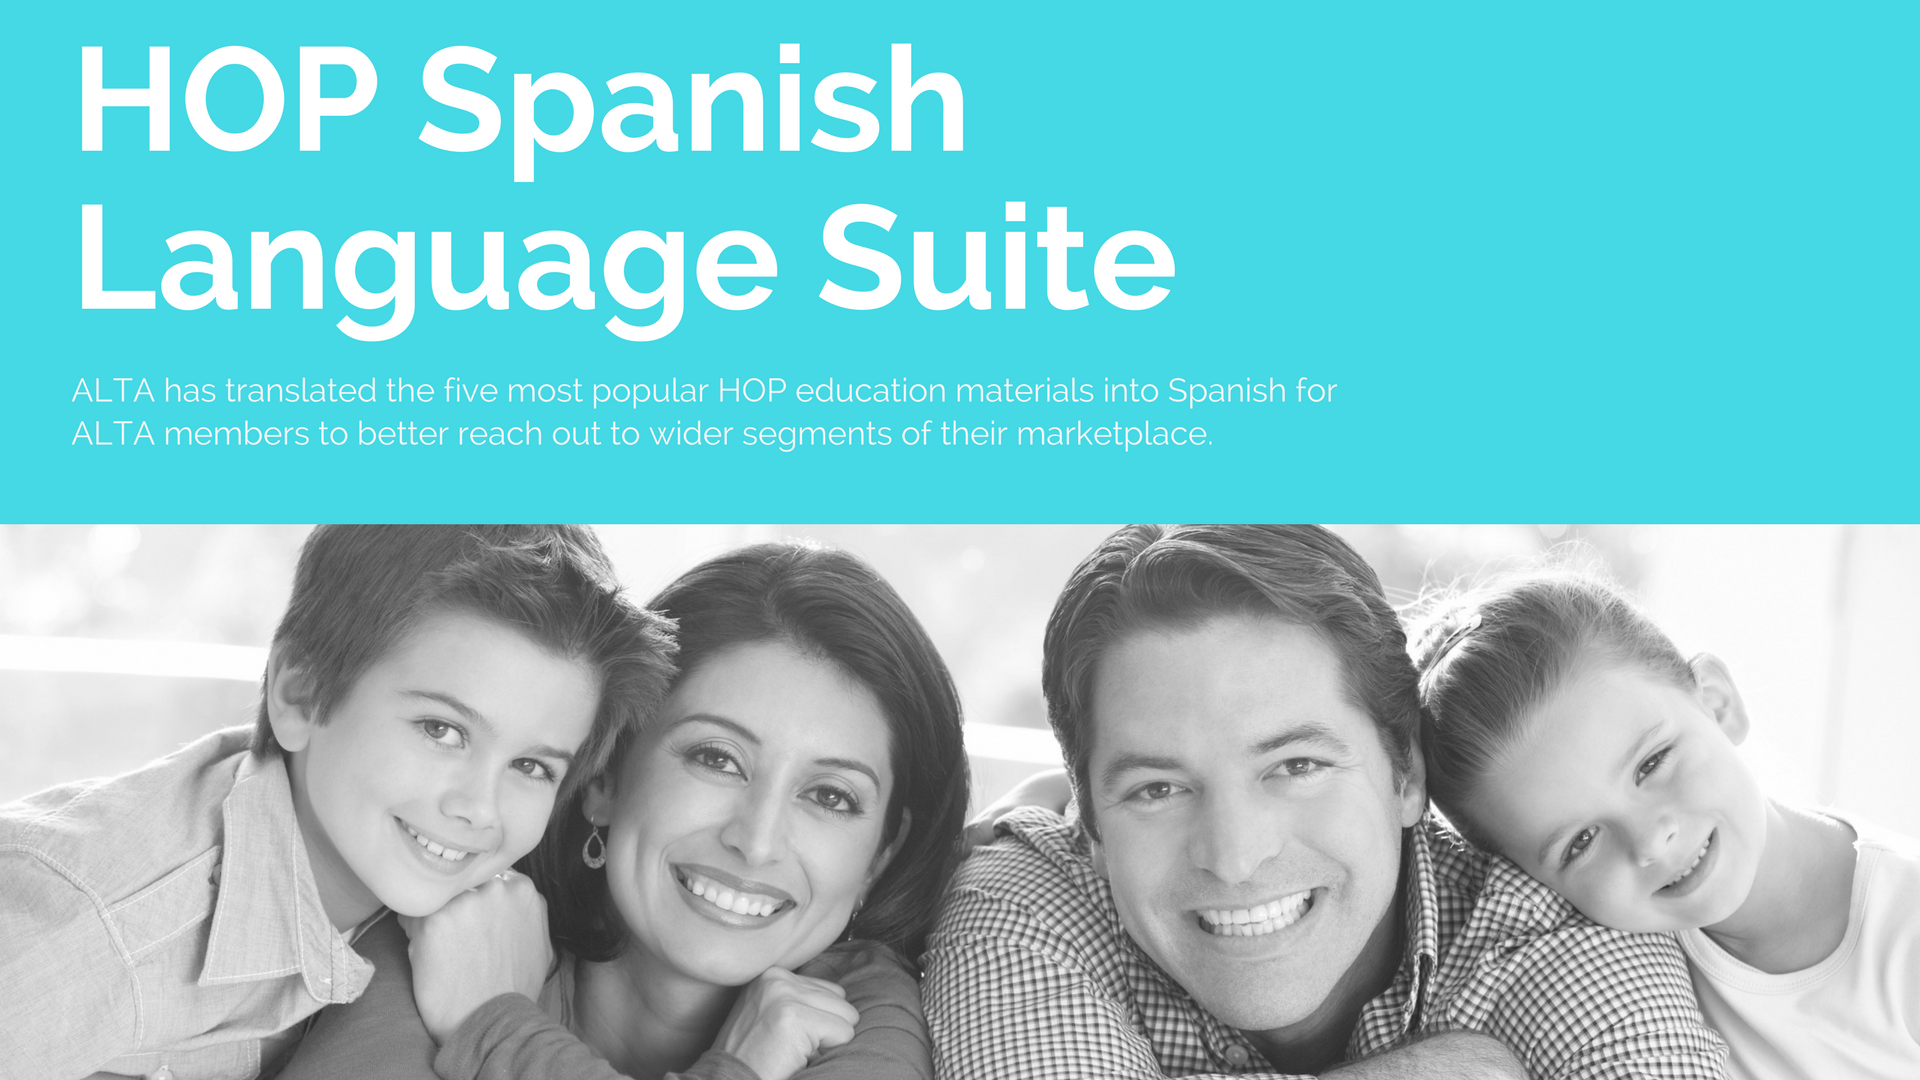 HOP Spanish
Language Suite
ALTA has translated the five most popular HOP education materials into Spanish for
ALTA members to better reach out to wider segments of their marketplace.